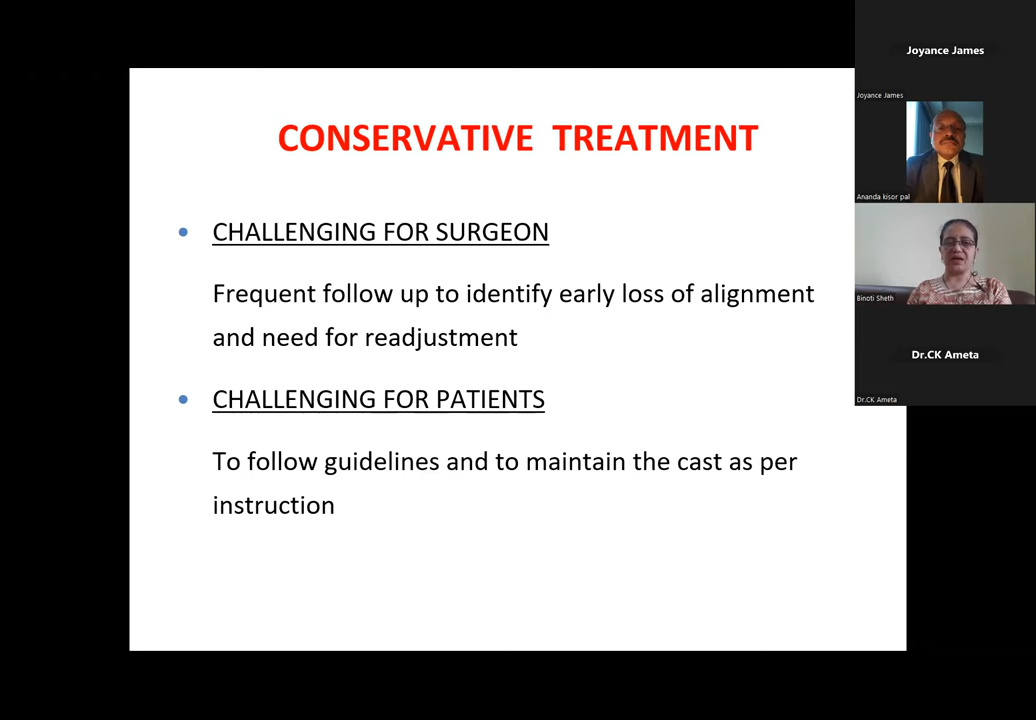 CONSERVATIVE TREATMENT
• CHALLENGING FOR SURGEON
Frequent follow up to identify early loss of alignment
and need for readjustment
• CHALLENGING FOR PATIENTS
To follow guidelines and to maintain the cast as per
instruction
Joyance James
Joyance James
Ananda kisor pal
Binoti Sheth
Dr.CK Ameta
Dr.CK Ameta